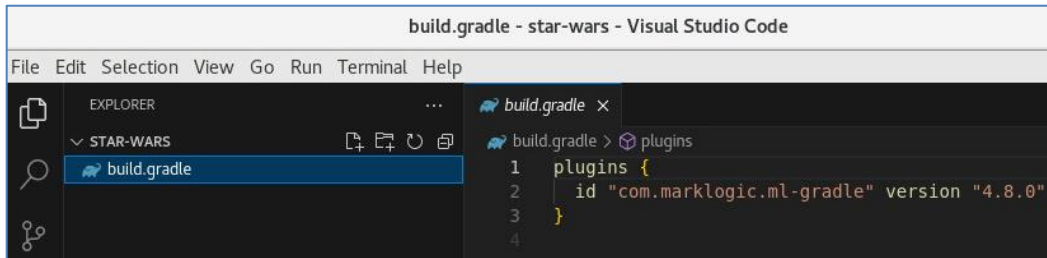 build.gradle - star-wars - Visual Studio Code
File Edit Selection View Go Run Terminal Help
EXPLORER ... build.gradle ×
STAR-WARS build.gradle > plugins
build.gradle
1 plugins {
2 id "com.marklogic.ml-gradle" version "4.8.0"
3 }
4